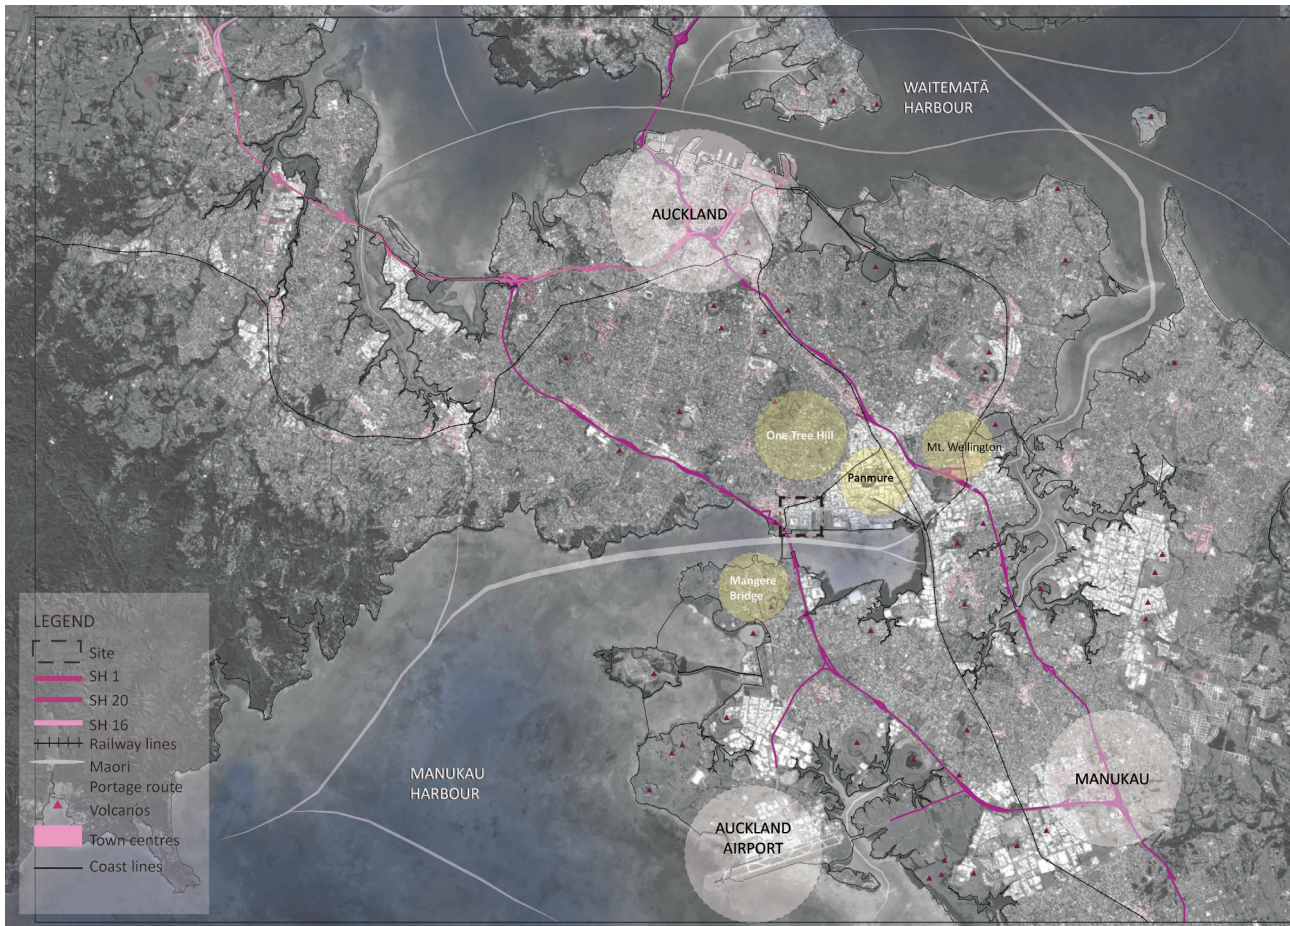 WAITEMATĀ
HARBOUR
AUCKLAND
One Tree Hill
Mt. Wellington
Panmure
Mangere
Bridge
LEGEND
Site
SH 1
SH 20
SH 16
Railway lines
Maori
Portage route
Volcanos
Town centres
Coast lines
MANUKAU
HARBOUR
MANUKAU
AUCKLAND
AIRPORT